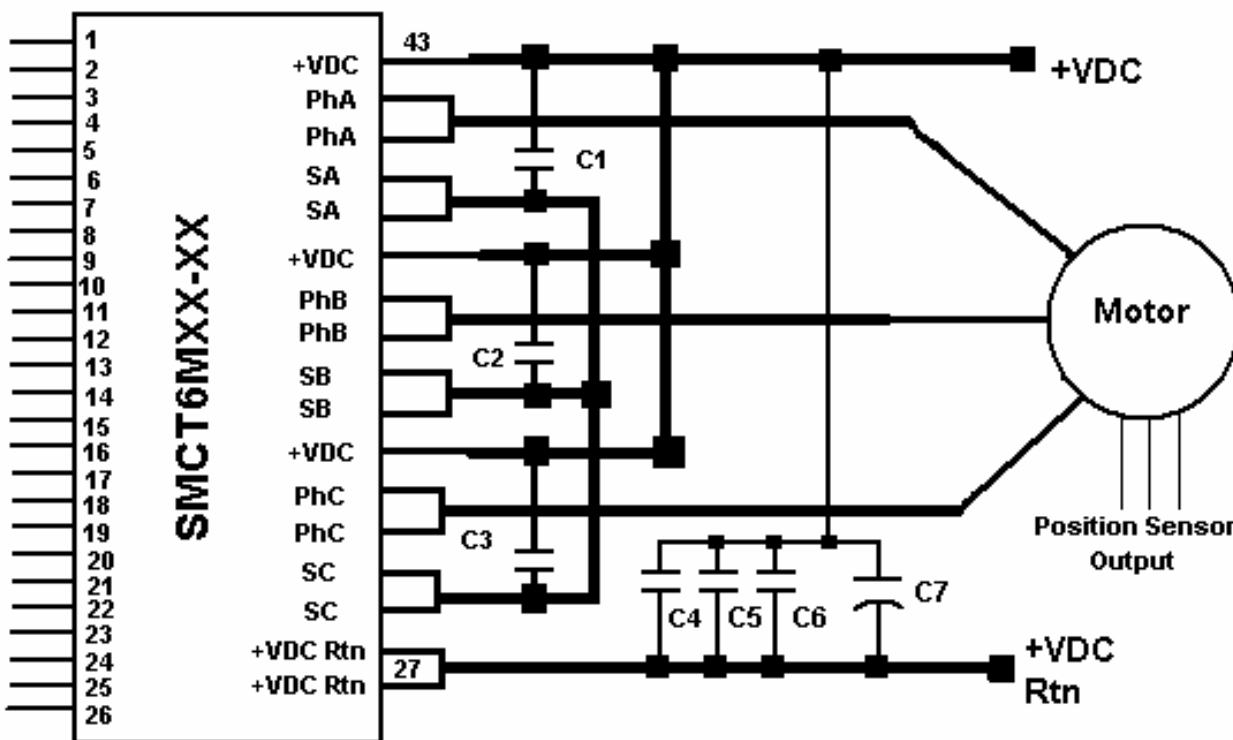 1
2
3
4
5
6
7
8
9
10
11
12
13
14
15
16
17
18
19
20
21
22
23
24
25
26
SMCT6MXX-XX
43
+VDC
PhA
PhA
SA
SA
+VDC
PhB
PhB
SB
SB
+VDC
PhC
PhC
SC
SC
+VDC Rtn
+VDC Rtn
27
C1
C2
C3
C4
C5
C6
C7
+VDC
Motor
Position Sensor
Output
+VDC
Rtn